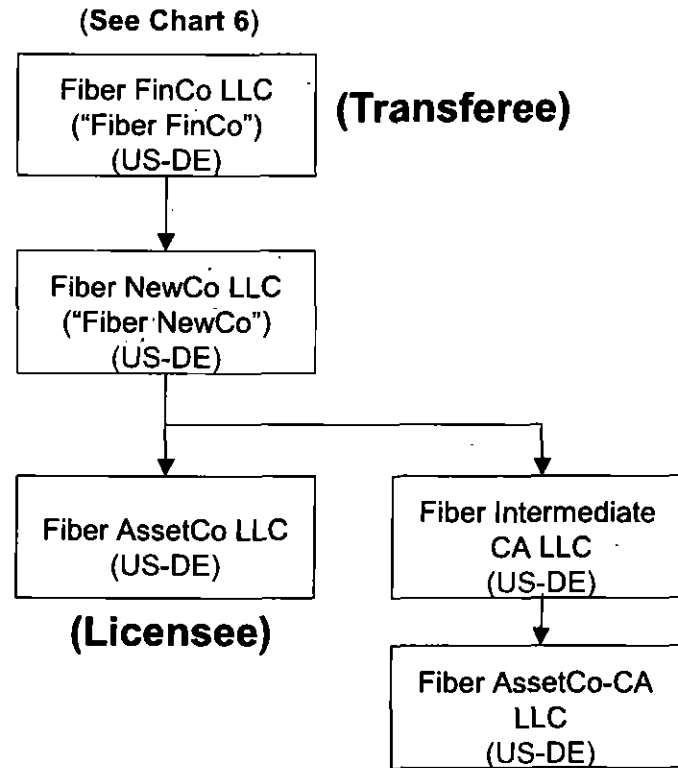 (See Chart 6)
Fiber FinCo LLC
("Fiber FinCo")
(US-DE)
(Transferee)
Fiber NewCo LLC
("Fiber NewCo")
(US-DE)
Fiber AssetCo LLC
(US-DE)
(Licensee)
Fiber Intermediate
CA LLC
(US-DE)
Fiber AssetCo-CA
LLC
(US-DE)